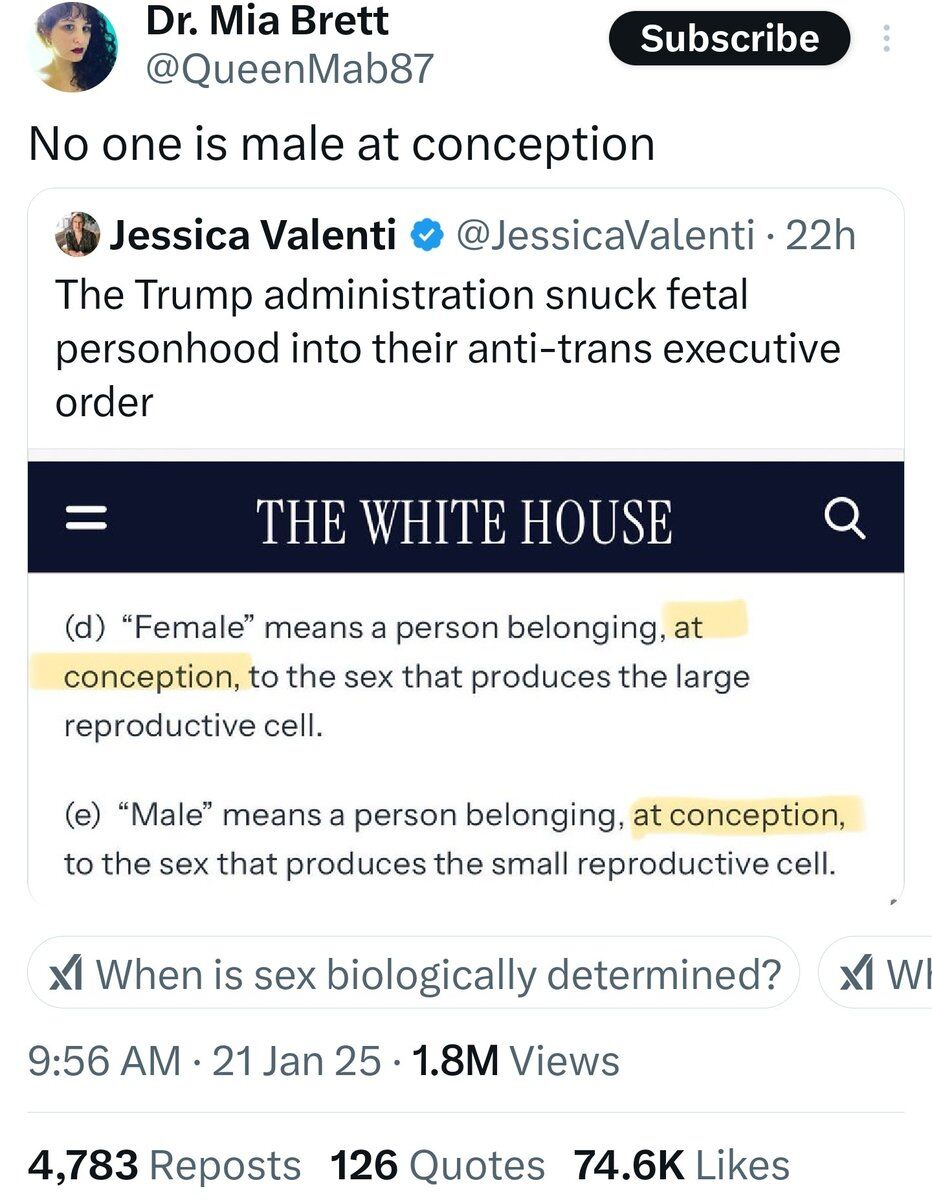 Dr. Mia Brett
Subscribe
@QueenMab87
No one is male at conception
Jessica Valenti @JessicaValenti · 22h
The Trump administration snuck fetal
personhood into their anti-trans executive
order
THE WHITE HOUSE
(d) “Female” means a person belonging, at
conception, to the sex that produces the large
reproductive cell.
(e) “Male” means a person belonging, at conception,
to the sex that produces the small reproductive cell.
When is sex biologically determined?
9:56 AM · 21 Jan 25 · 1.8M Views
4,783 Reposts 126 Quotes 74.6K Likes